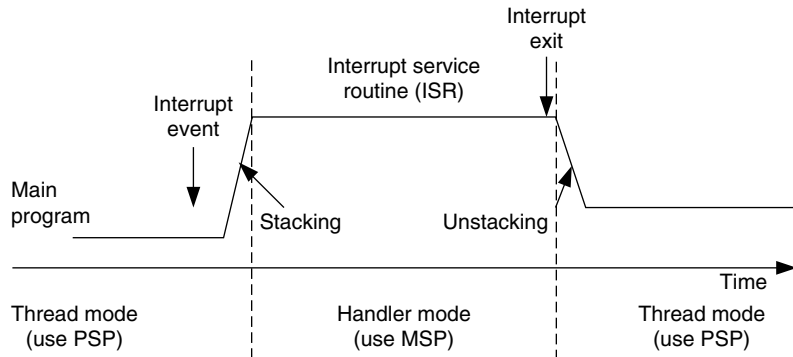 Interrupt
exit
Interrupt service
routine (ISR)
Interrupt
event
Main
program
Stacking
Unstacking
Time
Thread mode
(use PSP)
Handler mode
(use MSP)
Thread mode
(use PSP)